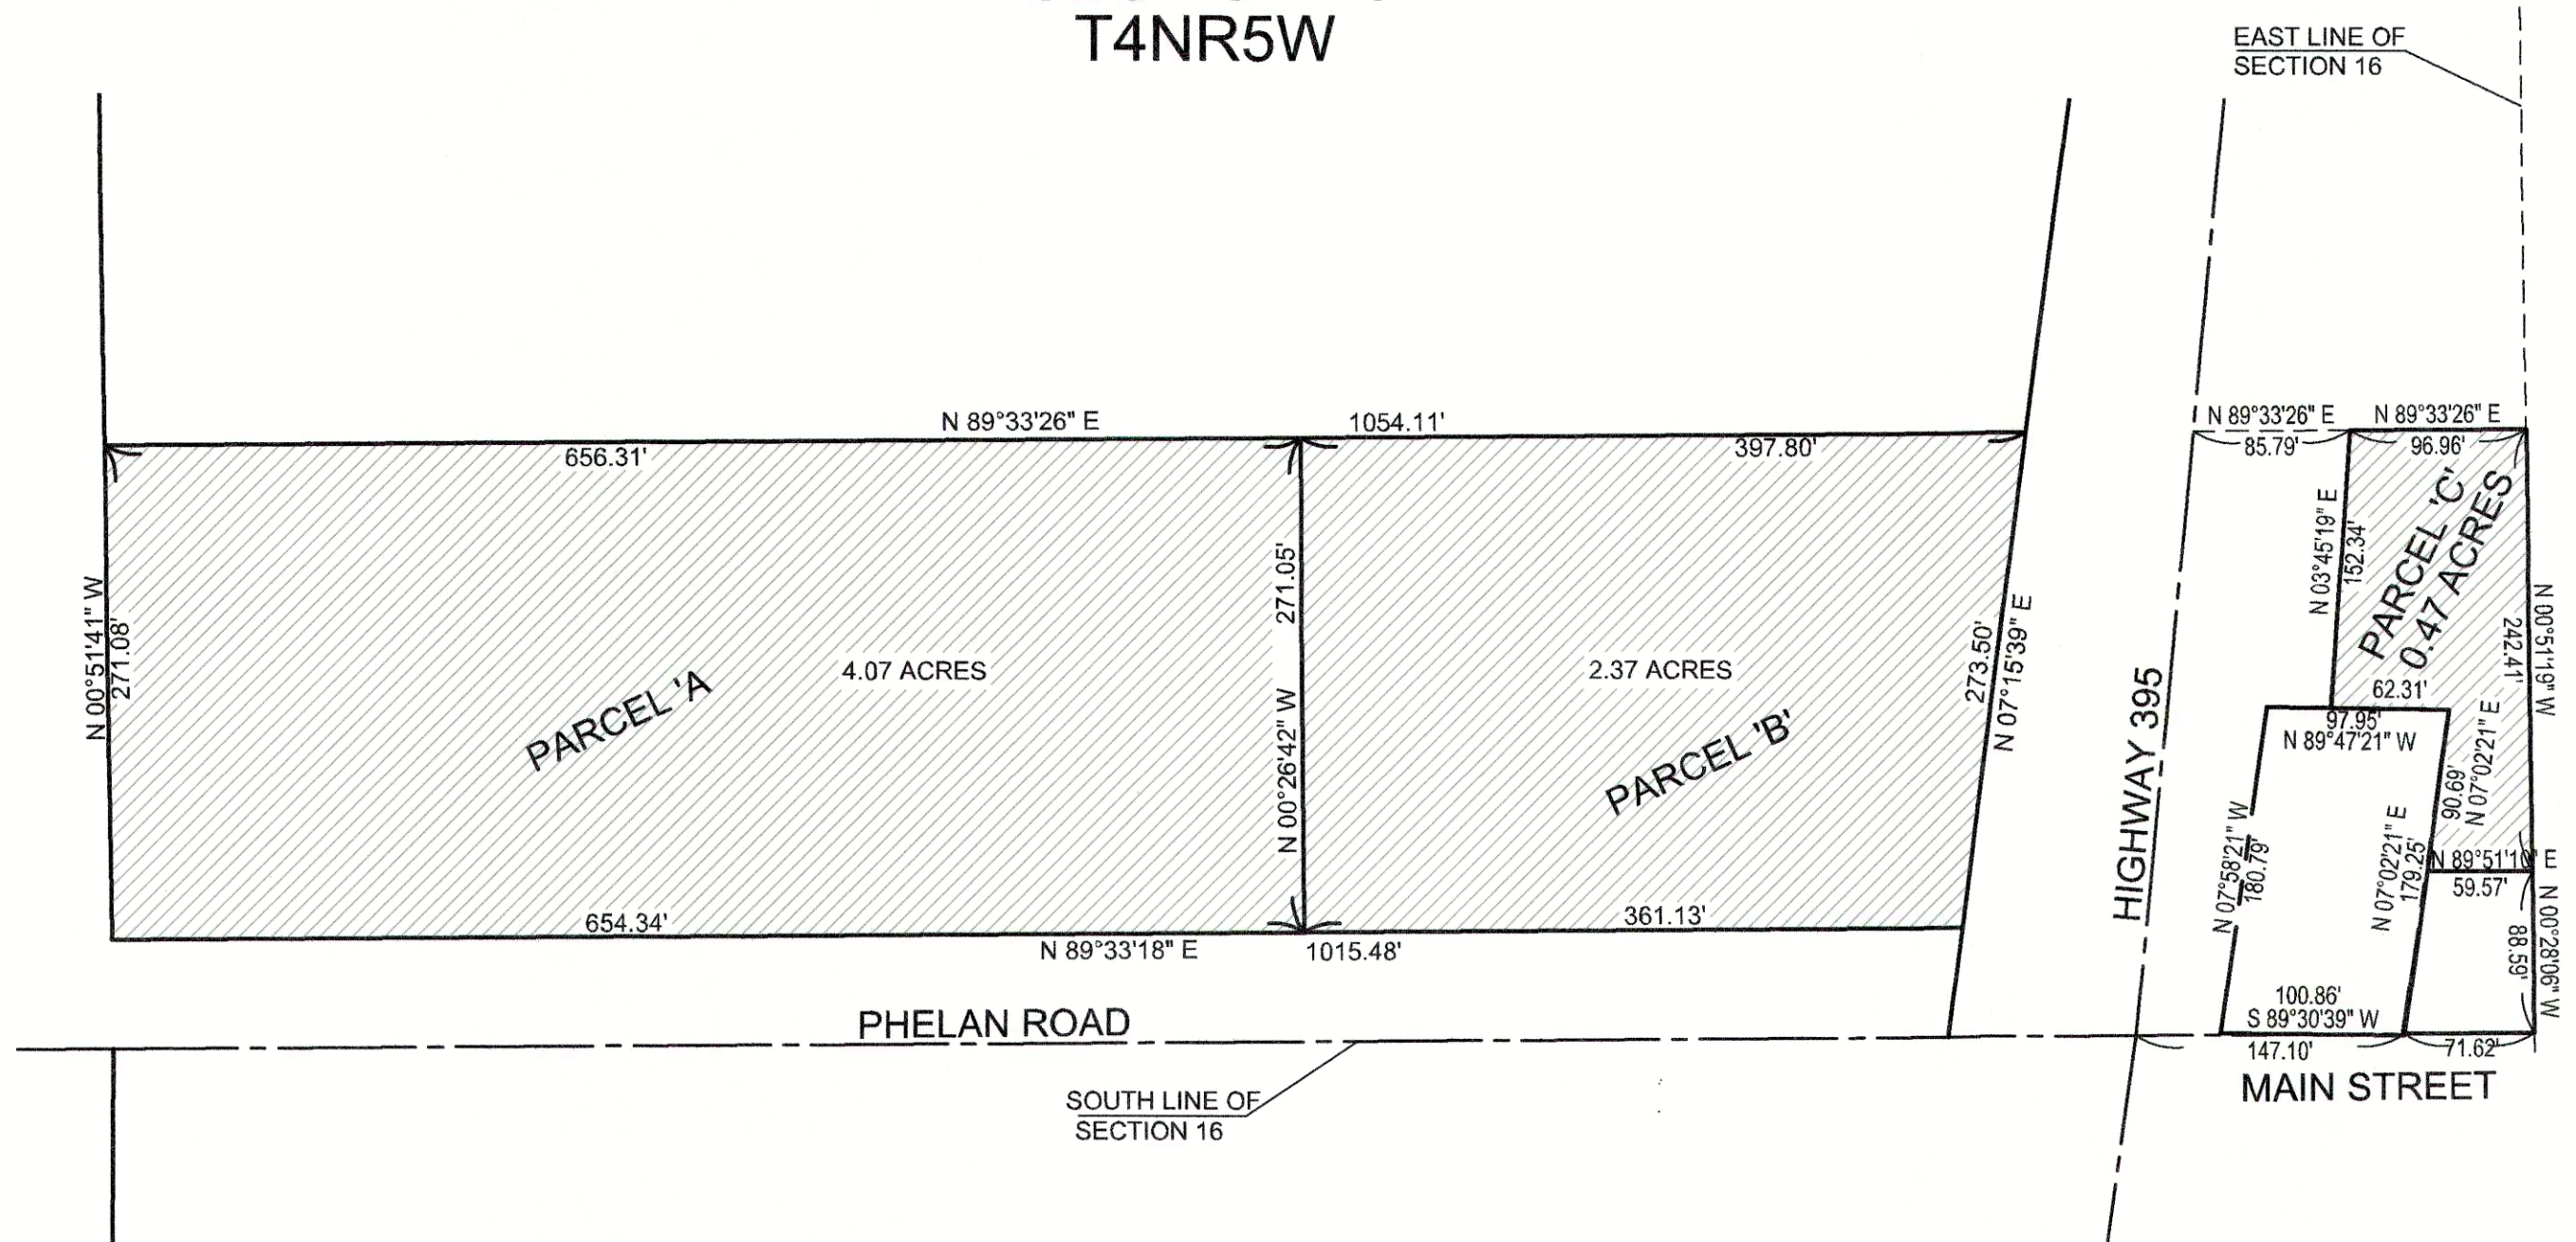 T4NR5W
EAST LINE OF
SECTION 16
N 89°33'26" E
1054.11'
656.31'
397.80'
N 89°33'26" E
85.79'
N 89°33'26" E
96.96'
N 00°51'41" W
271.08'
PARCEL 'A
4.07 ACRES
271.05'
N 00°26'42" W
2.37 ACRES
PARCEL 'B'
273.50'
N 07°15'39" E
HIGHWAY 395
N 03°45'19" E
152.34'
PARCEL 'C'
0.47 ACRES
242.41'
N 00°51'19" W
62.31'
97.95'
N 89°47'21" W
90.69'
N 07°02'21" E
N 07°58'21" W
180.79'
N 07°02'21" E
179.25'
N 89°51'10" E
59.57'
88.59'
N 00°28'06" W
654.34'
361.13'
N 89°33'18" E
1015.48'
100.86'
S 89°30'39" W
147.10'
71.62'
PHELAN ROAD
MAIN STREET
SOUTH LINE OF
SECTION 16